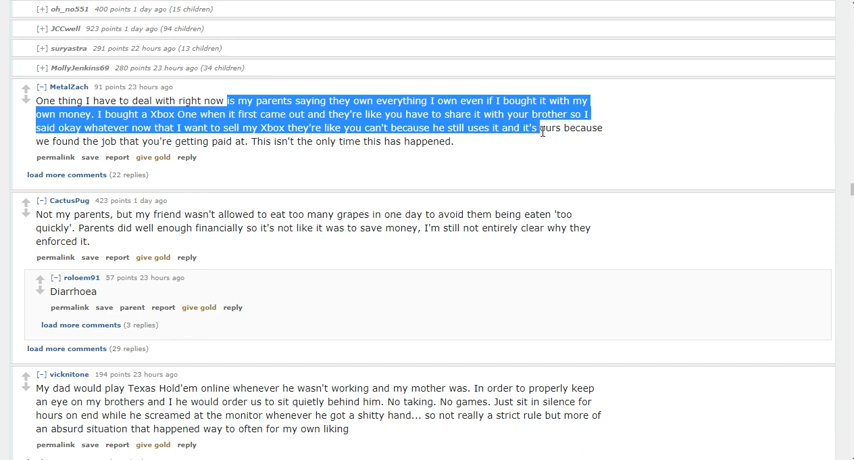 [+] oh_no551 400 points 1 day ago (15 children)
[+] JCCwell 923 points 1 day ago (94 children)
[+] suryastra 291 points 22 hours ago (13 children)
[+] MollyJenkins69 280 points 23 hours ago (34 children)
[–] MetalZach 91 points 23 hours ago
One thing I have to deal with right now is my parents saying they own everything I own even if I bought it with my
own money. I bought a Xbox One when it first came out and they're like you have to share it with your brother so I
said okay whatever now that I want to sell my Xbox they're like you can't because he still uses it and it's ours because
we found the job that you're getting paid at. This isn't the only time this has happened.
permalink save report give gold reply
load more comments (22 replies)
[–] CactusPug 423 points 1 day ago
Not my parents, but my friend wasn't allowed to eat too many grapes in one day to avoid them being eaten 'too
quickly'. Parents did well enough financially so it's not like it was to save money, I'm still not entirely clear why they
enforced it.
permalink save report give gold reply
[–] roloem91 57 points 23 hours ago
Diarrhoea
permalink save parent report give gold reply
load more comments (3 replies)
load more comments (29 replies)
[–] vicknitone 194 points 23 hours ago
My dad would play Texas Hold'em online whenever he wasn't working and my mother was. In order to properly keep
an eye on my brothers and I he would order us to sit quietly behind him. No taking. No games. Just sit in silence for
hours on end while he screamed at the monitor whenever he got a shitty hand... so not really a strict rule but more of
an absurd situation that happened way to often for my own liking
permalink save report give gold reply